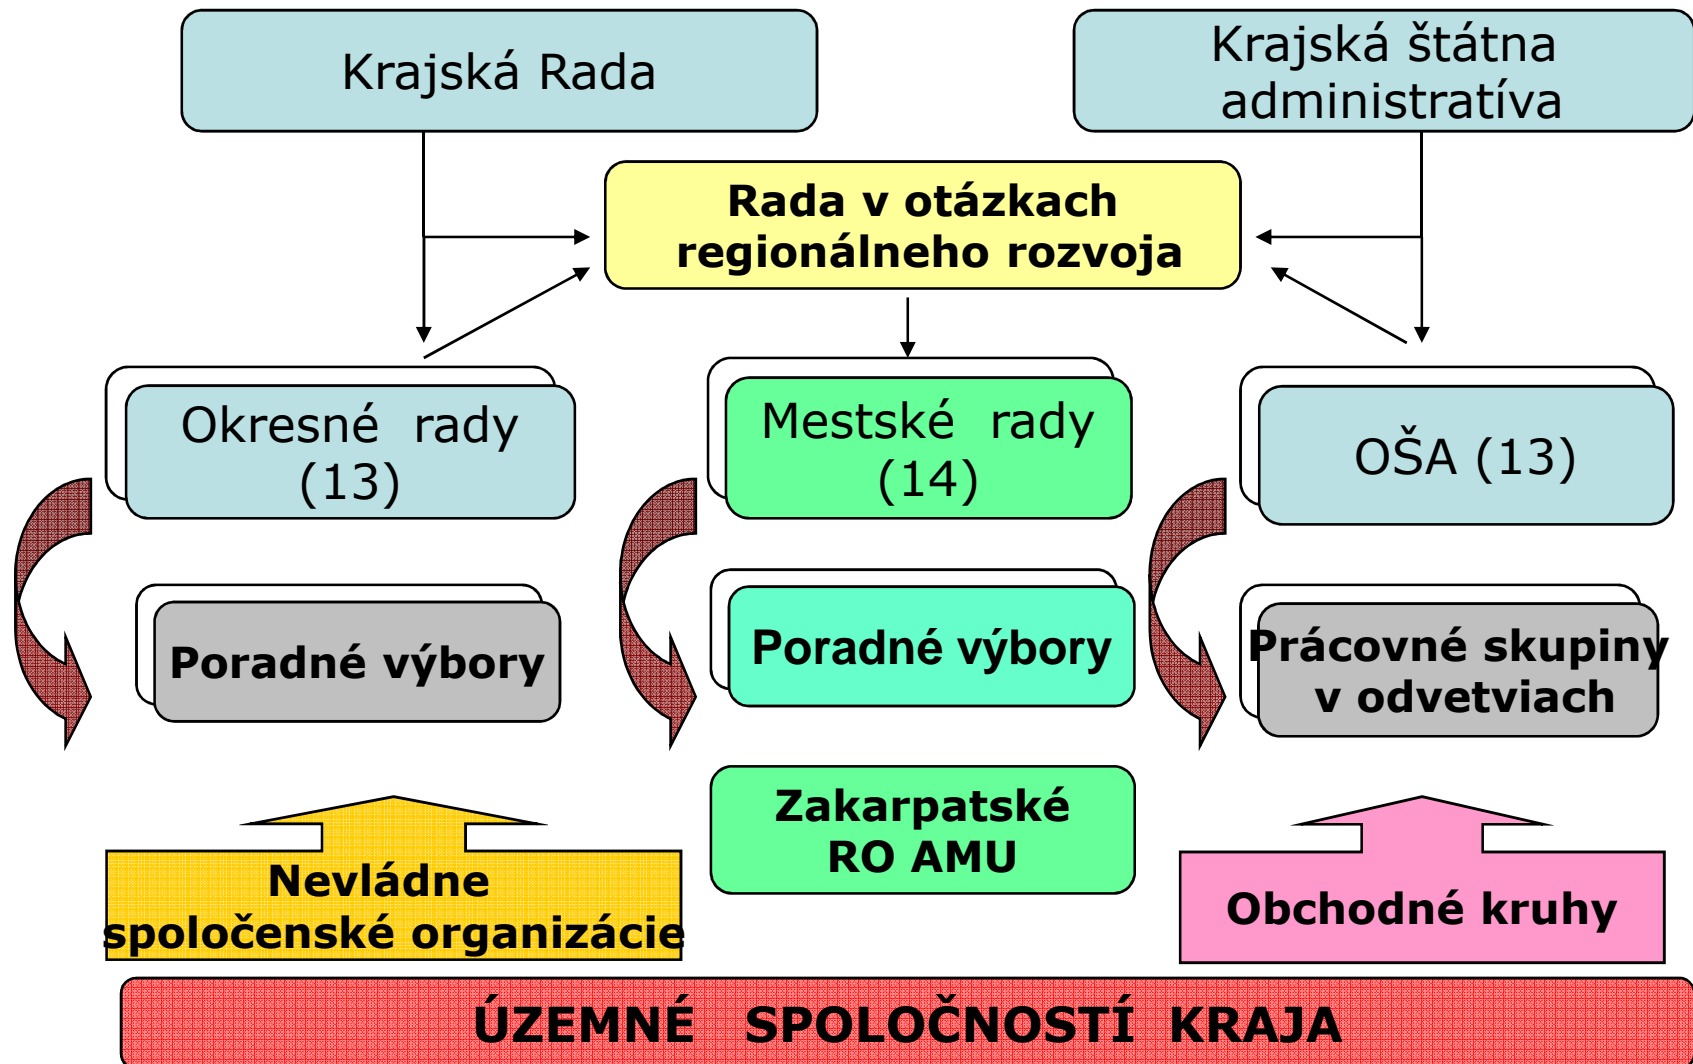 Krajská Rada
Krajská štátna
administratíva
Rada v otázkach
regionálneho rozvoja
Okresné rady
(13)
Mestské rady
(14)
OŠA (13)
Poradné výbory
Poradné výbory
Prácovné skupiny
v odvetviach
Zakarpatské
RO AMU
Nevládne
spoločenské organizácie
Obchodné kruhy
ÚZEMNÉ SPOLOČNOSTÍ KRAJA